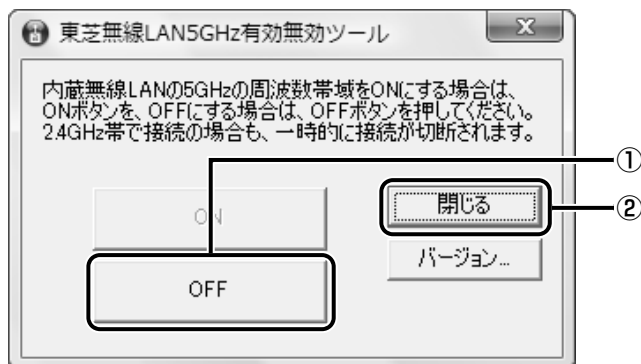 東芝無線LAN5GHz有効無効ツール
X
内蔵無線LANの5GHzの周波数帯域をONにする場合は、
ONボタンを、OFFにする場合は、OFFボタンを押してください。
2.4GHz帯で接続の場合も、一時的に接続が切断されます。
①
ON
閉じる
②
バージョン...
OFF